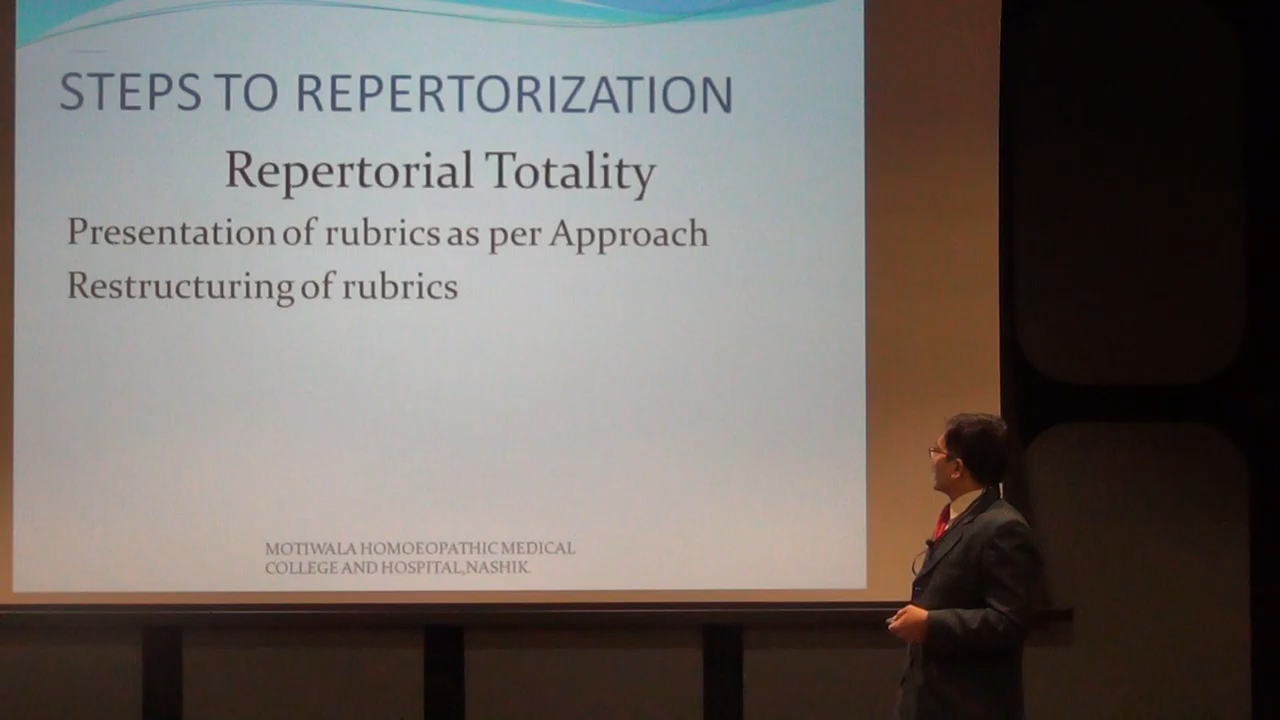 STEPS TO REPERTORIZATION
Repertorial Totality
Presentation of rubrics as per Approach
Restructuring of rubrics
MOTIWALA HOMOEOPATHIC MEDICAL
COLLEGE AND HOSPITAL,NASHIK.